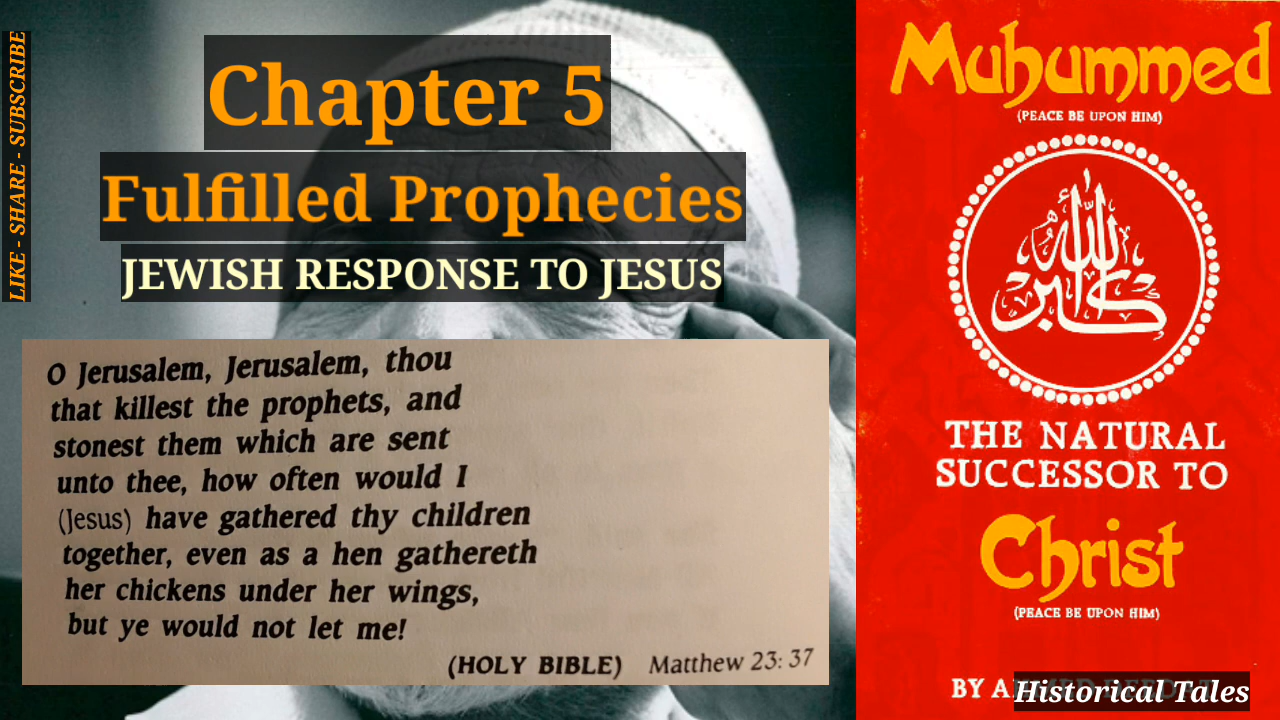 LIKE - SHARE - SUBSCRIBE
Chapter 5
Fulfilled Prophecies
JEWISH RESPONSE TO JESUS
O Jerusalem, Jerusalem, thou
that killest the prophets, and
stonest them which are sent
unto thee, how often would I
(Jesus) have gathered thy children
together, even as a hen gathereth
her chickens under her wings,
but ye would not let me!
(HOLY BIBLE) Matthew 23: 37
Muhummed
(PEACE BE UPON HIM)
الله
اكبر
THE NATURAL
SUCCESSOR TO
Christ
(PEACE BE UPON HIM)
BY
Historical Tales